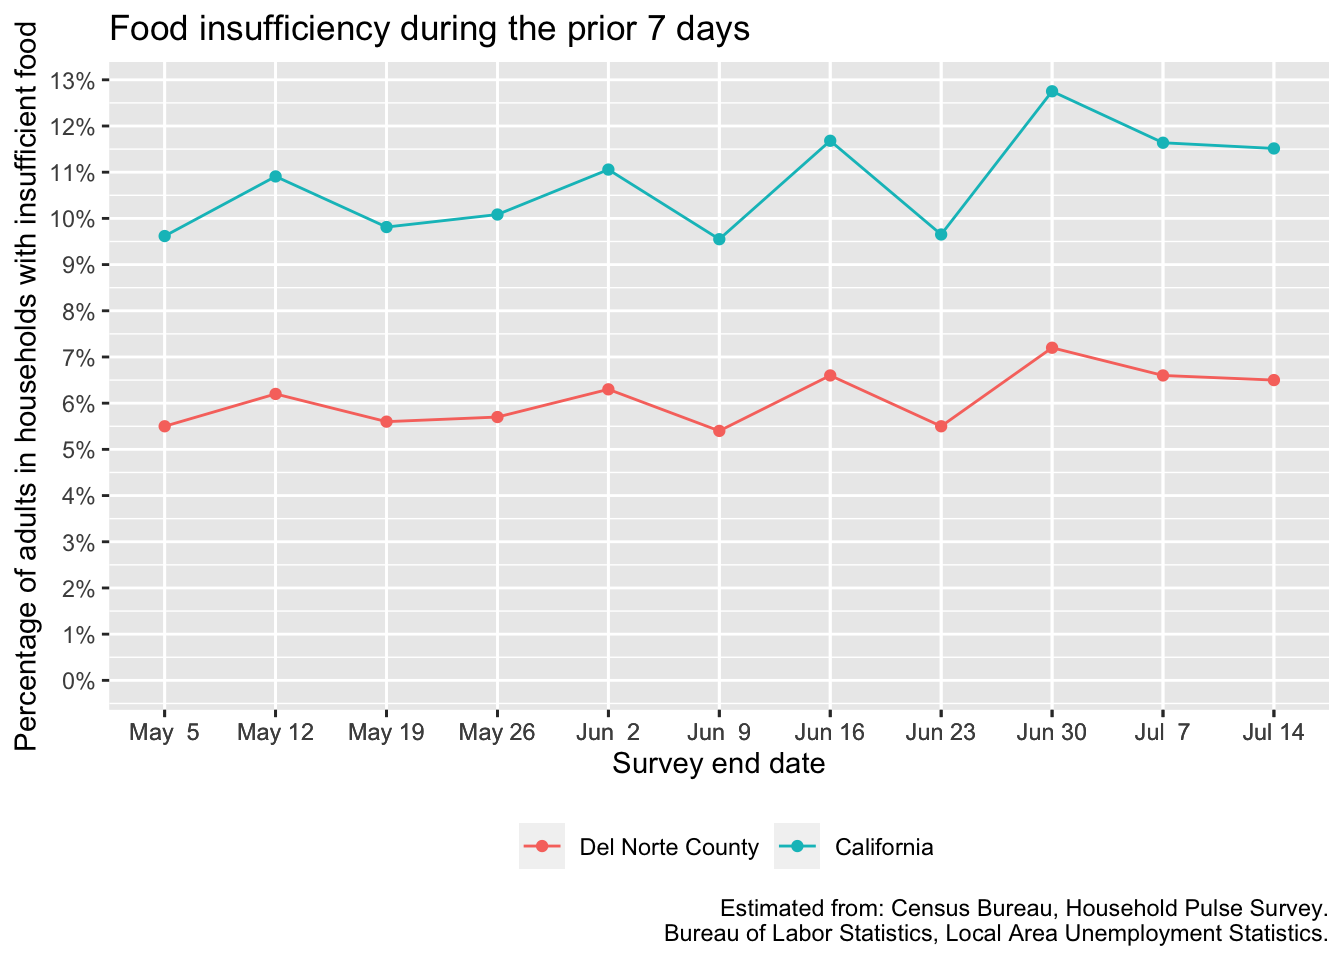 Food insufficiency during the prior 7 days
Percentage of adults in households with insufficient food
13%
12%
11%
10%
9%
8%
7%
6%
5%
4%
3%
2%
1%
0%
May 5 May 12 May 19 May 26 Jun 2 Jun 9 Jun 16 Jun 23 Jun 30 Jul 7 Jul 14
Survey end date
Del Norte County California
Estimated from: Census Bureau, Household Pulse Survey.
Bureau of Labor Statistics, Local Area Unemployment Statistics.